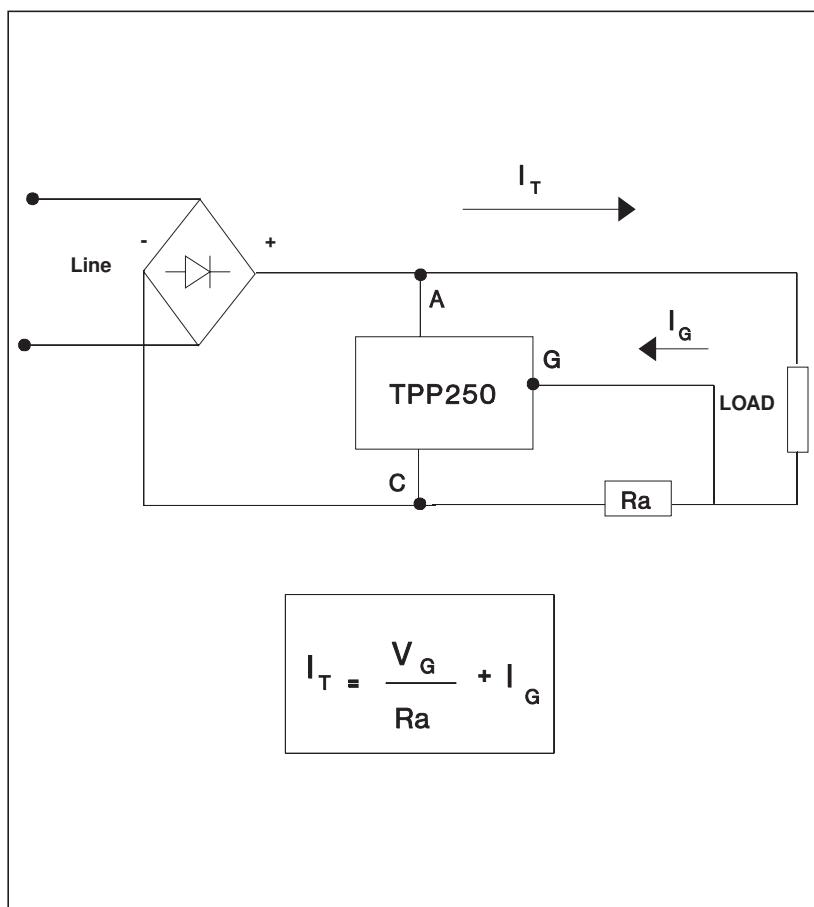 I_T
- +
Line
A
I_G
G
TPP250
LOAD
C
Ra
I_T = V_G / Ra + I_G